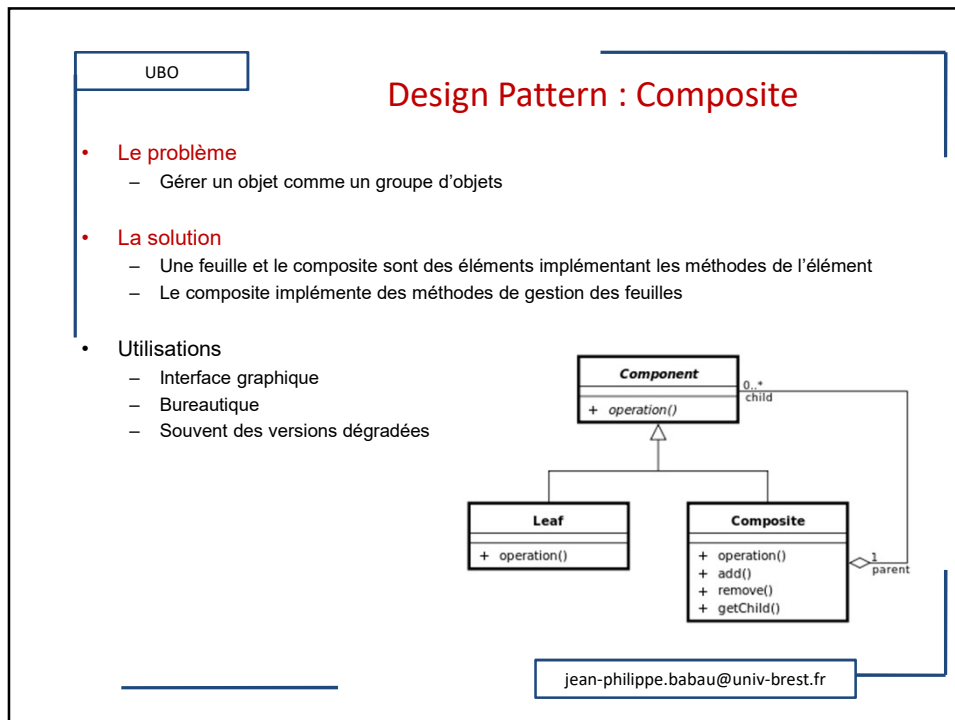 UBO
Design Pattern : Composite
• Le problème
– Gérer un objet comme un groupe d'objets
• La solution
– Une feuille et le composite sont des éléments implémentant les méthodes de l'élément
– Le composite implémente des méthodes de gestion des feuilles
• Utilisations
– Interface graphique
– Bureautique
– Souvent des versions dégradées
Component
+ operation()
0..*
child
Leaf
+ operation()
Composite
+ operation()
+ add()
+ remove()
+ getChild()
1
parent
jean-philippe.babau@univ-brest.fr